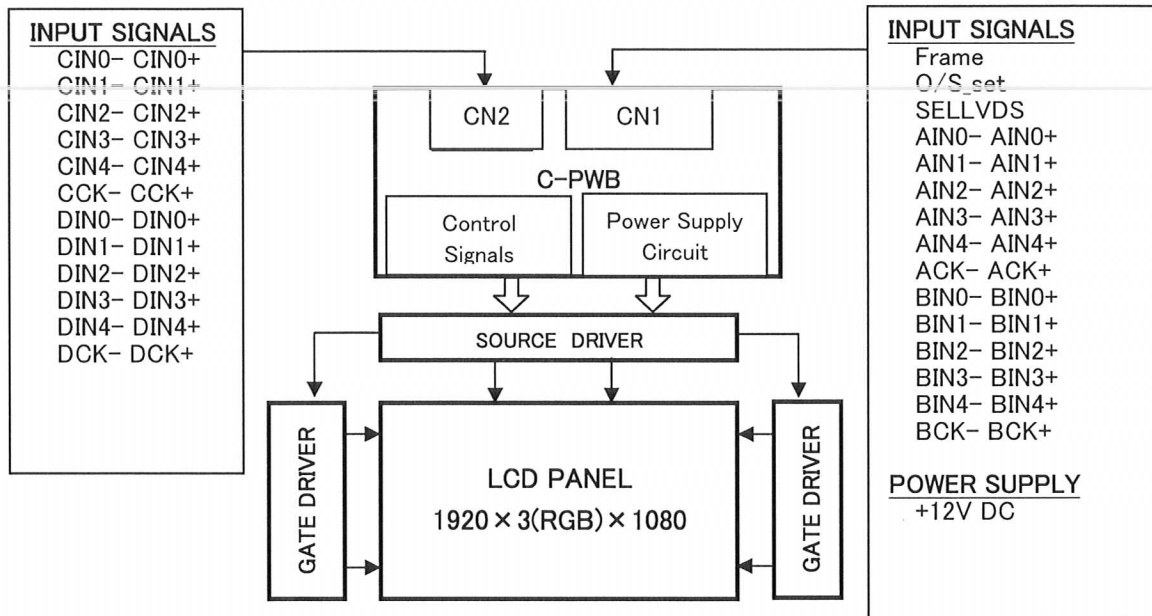 INPUT SIGNALS
CIN0- CIN0+
CIN1- CIN1+
CIN2- CIN2+
CIN3- CIN3+
CIN4- CIN4+
CCK- CCK+
DIN0- DIN0+
DIN1- DIN1+
DIN2- DIN2+
DIN3- DIN3+
DIN4- DIN4+
DCK- DCK+
CN2
CN1
C-PWB
Control
Signals
Power Supply
Circuit
SOURCE DRIVER
GATE DRIVER
LCD PANEL
1920×3(RGB)×1080
GATE DRIVER
INPUT SIGNALS
Frame
O/S_set
SELLVDS
AIN0- AIN0+
AIN1- AIN1+
AIN2- AIN2+
AIN3- AIN3+
AIN4- AIN4+
ACK- ACK+
BIN0- BIN0+
BIN1- BIN1+
BIN2- BIN2+
BIN3- BIN3+
BIN4- BIN4+
BCK- BCK+
POWER SUPPLY
+12V DC